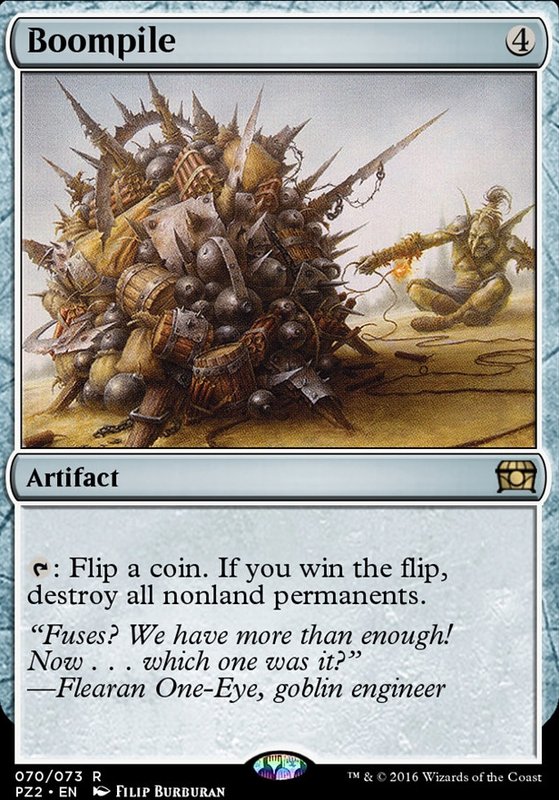 Boompile 4
Artifact
: Flip a coin. If you win the flip,
destroy all nonland permanents.
“Fuses? We have more than enough!
Now . . . which one was it?”
—Flearan One-Eye, goblin engineer
070/073 R
PZ2 • EN Filip Burburan
™ & © 2016 Wizards of the Coast